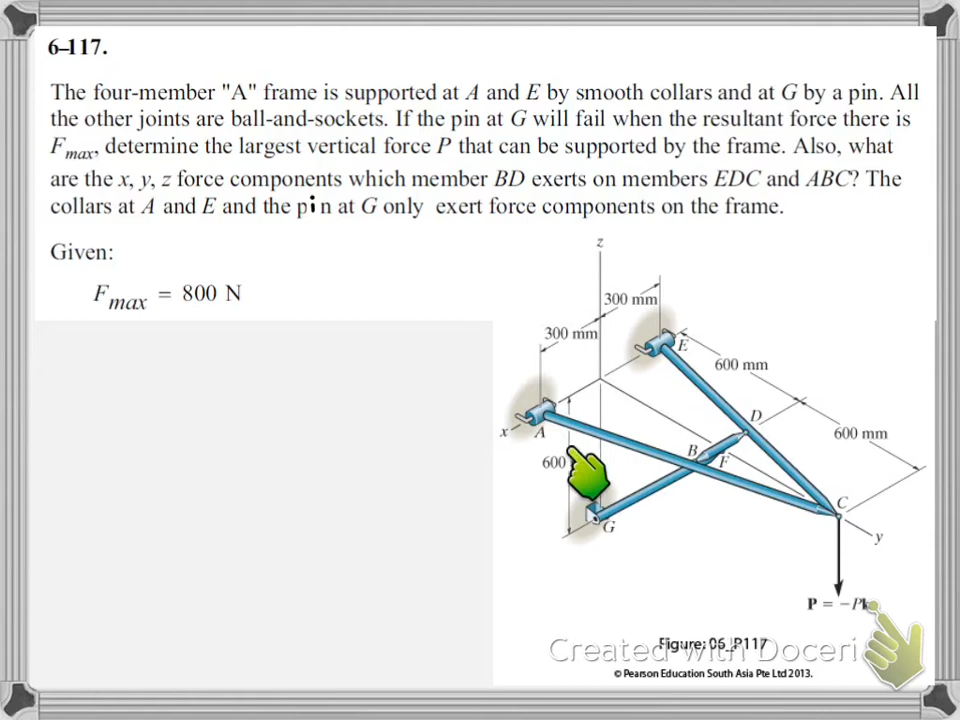 6–117.
The four-member "A" frame is supported at A and E by smooth collars and at G by a pin. All
the other joints are ball-and-sockets. If the pin at G will fail when the resultant force there is
Fmax, determine the largest vertical force P that can be supported by the frame. Also, what
are the x, y, z force components which member BD exerts on members EDC and ABC? The
collars at A and E and the pin at G only exert force components on the frame.
Given:
Fmax = 800 N
z
300 mm
300 mm
E
600 mm
D
x
A
600 mm
B
F
600
C
G
y
P = −Pk
Figure: 06_P117
Created with Doceri
© Pearson Education South Asia Pte Ltd 2013.